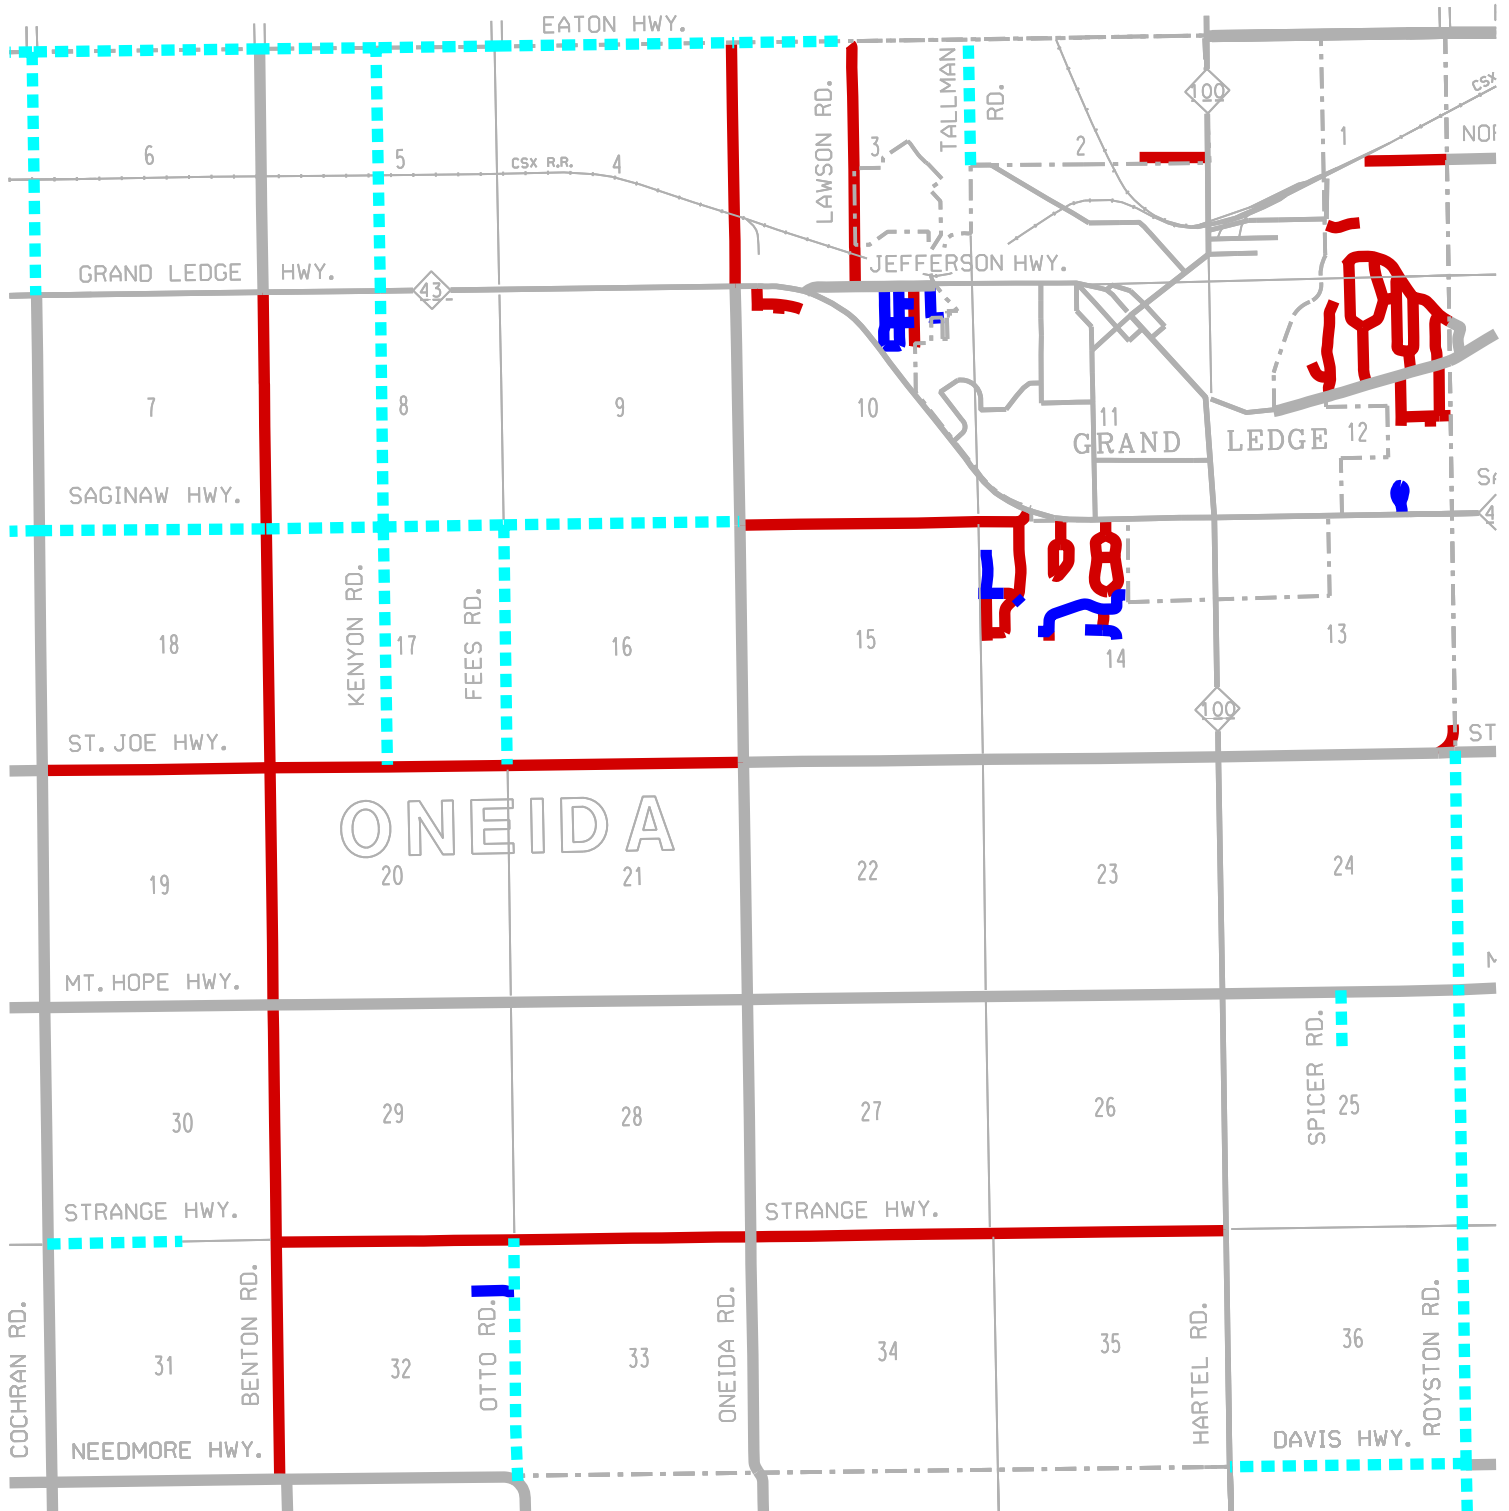 EATON HWY.
TALLMAN RD.
LAWSON RD.
100
CSX
1
2
3
NOR
4
5
6
CSX R.R.
JEFFERSON HWY.
GRAND LEDGE HWY.
43
7
8
9
10
11
12
GRAND LEDGE
SAGINAW HWY.
SA
4
KENYON RD.
FEES RD.
18
17
16
15
14
13
100
ST. JOE HWY.
ST
ONEIDA
19
20
21
22
23
24
MT. HOPE HWY.
M
SPICER RD.
30
29
28
27
26
25
STRANGE HWY.
STRANGE HWY.
COCHRAN RD.
BENTON RD.
OTTO RD.
ONEIDA RD.
HARTEL RD.
ROYSTON RD.
31
32
33
34
35
36
NEEDMORE HWY.
DAVIS HWY.